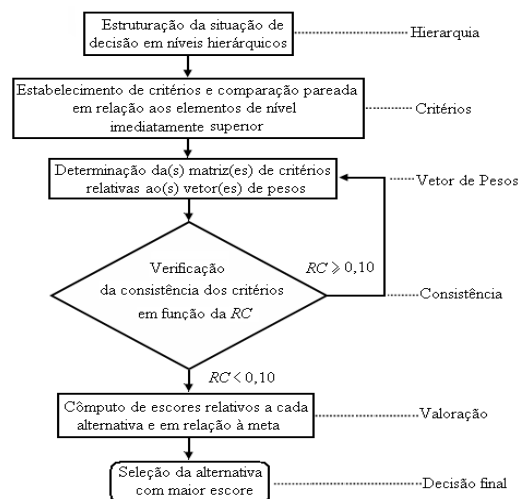 Estruturação da situação de
decisão em níveis hierárquicos
Hierarquia
Estabelecimento de critérios e comparação pareada
em relação aos elementos de nível
imediatamente superior
Critérios
Determinação da(s) matriz(es) de critérios
relativas ao(s) vetor(es) de pesos
Vetor de Pesos
Verificação
da consistência dos critérios
em função da RC
RC ⩾ 0,10
Consistência
RC < 0,10
Cômputo de escores relativos a cada
alternativa e em relação à meta
Valoração
Seleção da alternativa
com maior escore
Decisão final